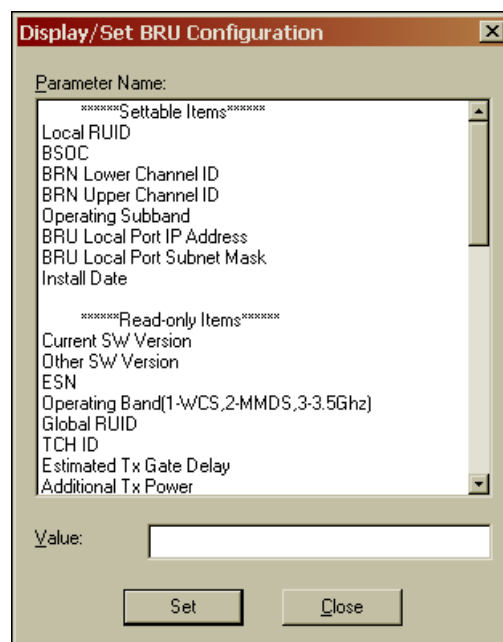 Display/Set BRU Configuration
Parameter Name:
******Settable Items******
Local RUID
BSOC
BRN Lower Channel ID
BRN Upper Channel ID
Operating Subband
BRU Local Port IP Address
BRU Local Port Subnet Mask
Install Date
******Read-only Items******
Current SW Version
Other SW Version
ESN
Operating Band(1-WCS,2-MMDS,3-3.5Ghz)
Global RUID
TCH ID
Estimated Tx Gate Delay
Additional Tx Power
Value:
Set
Close